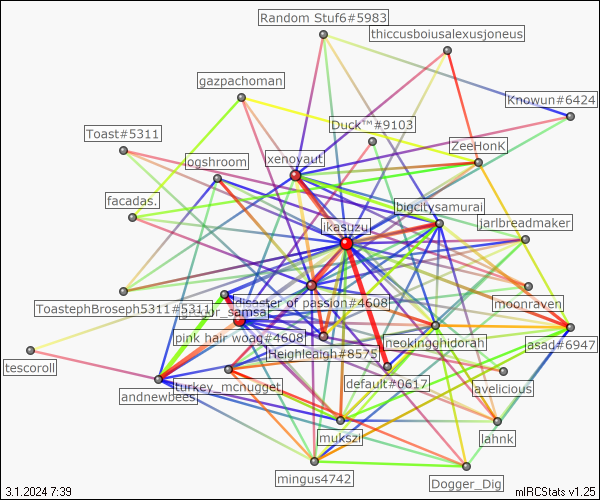 Random Stuf6#5983
thiccusboiusalexusjoneus
gazpachoman
Knowun#6424
Duck™#9103
Toast#5311
ZeeHonK
ogshroom
xenoyaut
facadas.
bigcitysamurai
jarlbreadmaker
ikasuzu
disaster of passion#4608
moonraven
ToastephBroseph5311#5311
samsa
pink hair woag#4608
neokingghidorah
asad#6947
Heighleaigh#8575
tescoroll
turkey_mcnugget
default#0617
avelicious
andnewbees
mukszi
lahnk
mingus4742
Dogger_Dig
3.1.2024 7:39
mIRCStats v1.25